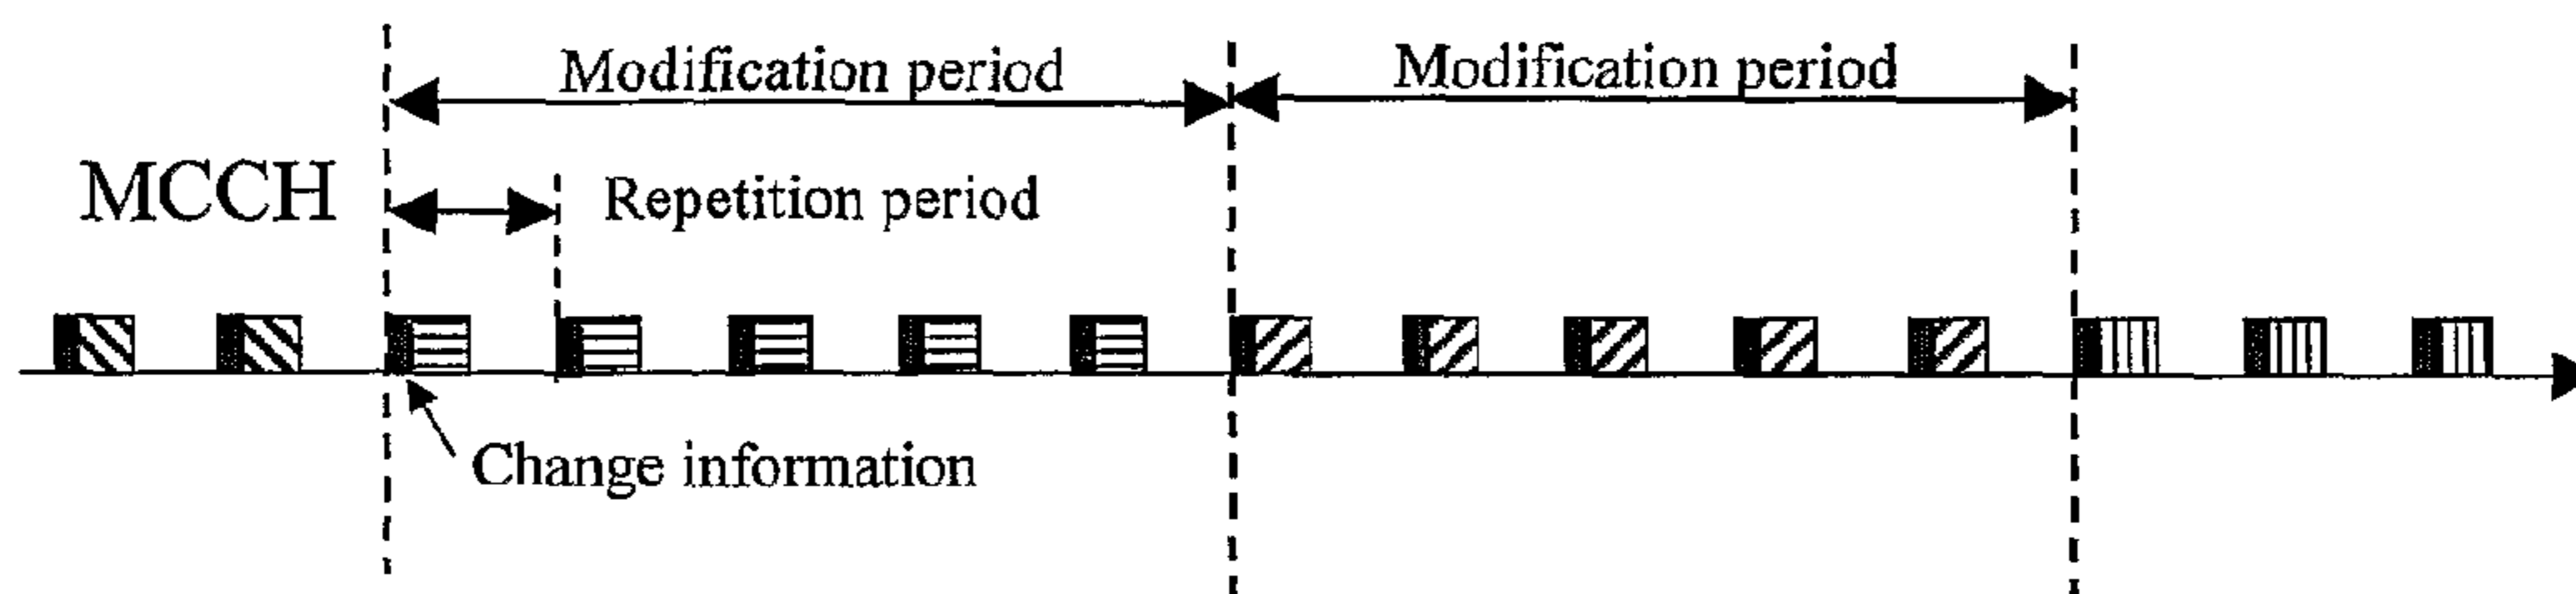 Modification period
Modification period
MCCH
Repetition period
Change information